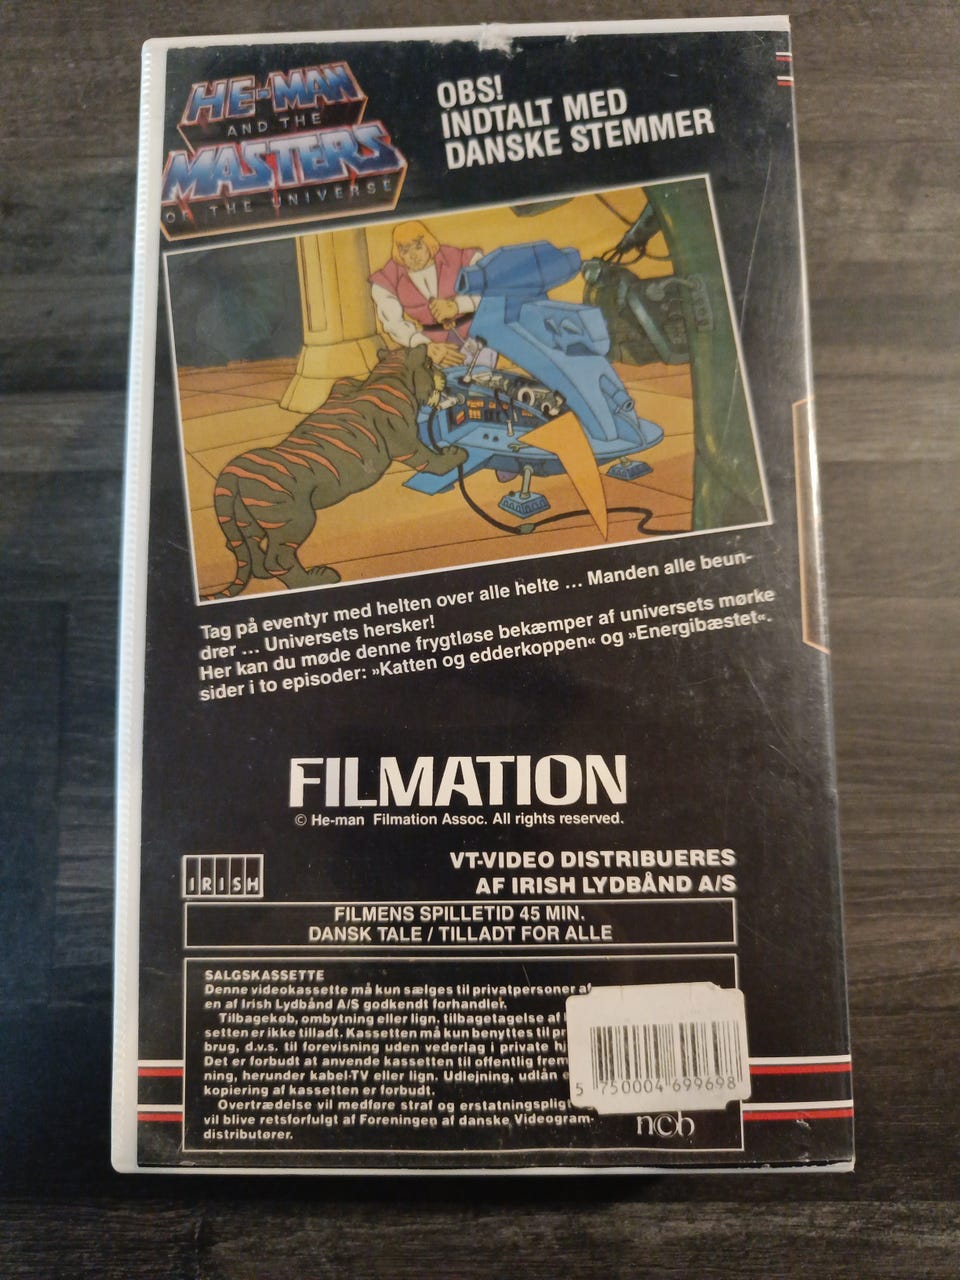 HE-MAN
AND THE
MASTERS
OF THE UNIVERSE
OBS!
INDTALT MED
DANSKE STEMMER
Tag på eventyr med helten over alle helte ... Manden alle beun-
drer ... Universets hersker!
Her kan du møde denne frygtløse bekæmper af universets mørke
sider i to episoder: »Katten og edderkoppen« og »Energibæstet«.
FILMATION
© He-man Filmation Assoc. All rights reserved.
IRISH
VT-VIDEO DISTRIBUERES
AF IRISH LYDBÅND A/S
FILMENS SPILLETID 45 MIN.
DANSK TALE / TILLADT FOR ALLE
SALGSKASSETTE
Denne videokassette må kun sælges til privatpersoner af
en af Irish Lydbånd A/S godkendt forhandler.
Tilbagekøb, ombytning eller lign. tilbagetagelse af
setten er ikke tilladt. Kassetten må kun benyttes til
brug, d.v.s. til forevisning uden vederlag i private
Det er forbudt at anvende kassetten til offentlig frem
ning, herunder kabel-TV eller lign. Udlejning, udlån
kopiering af kassetten er forbudt.
Overtrædelse vil medføre straf og erstatningspligt
vil blive retsforfulgt af Foreningen af danske Videogram-
distributører.
5 750004 699698
n©b